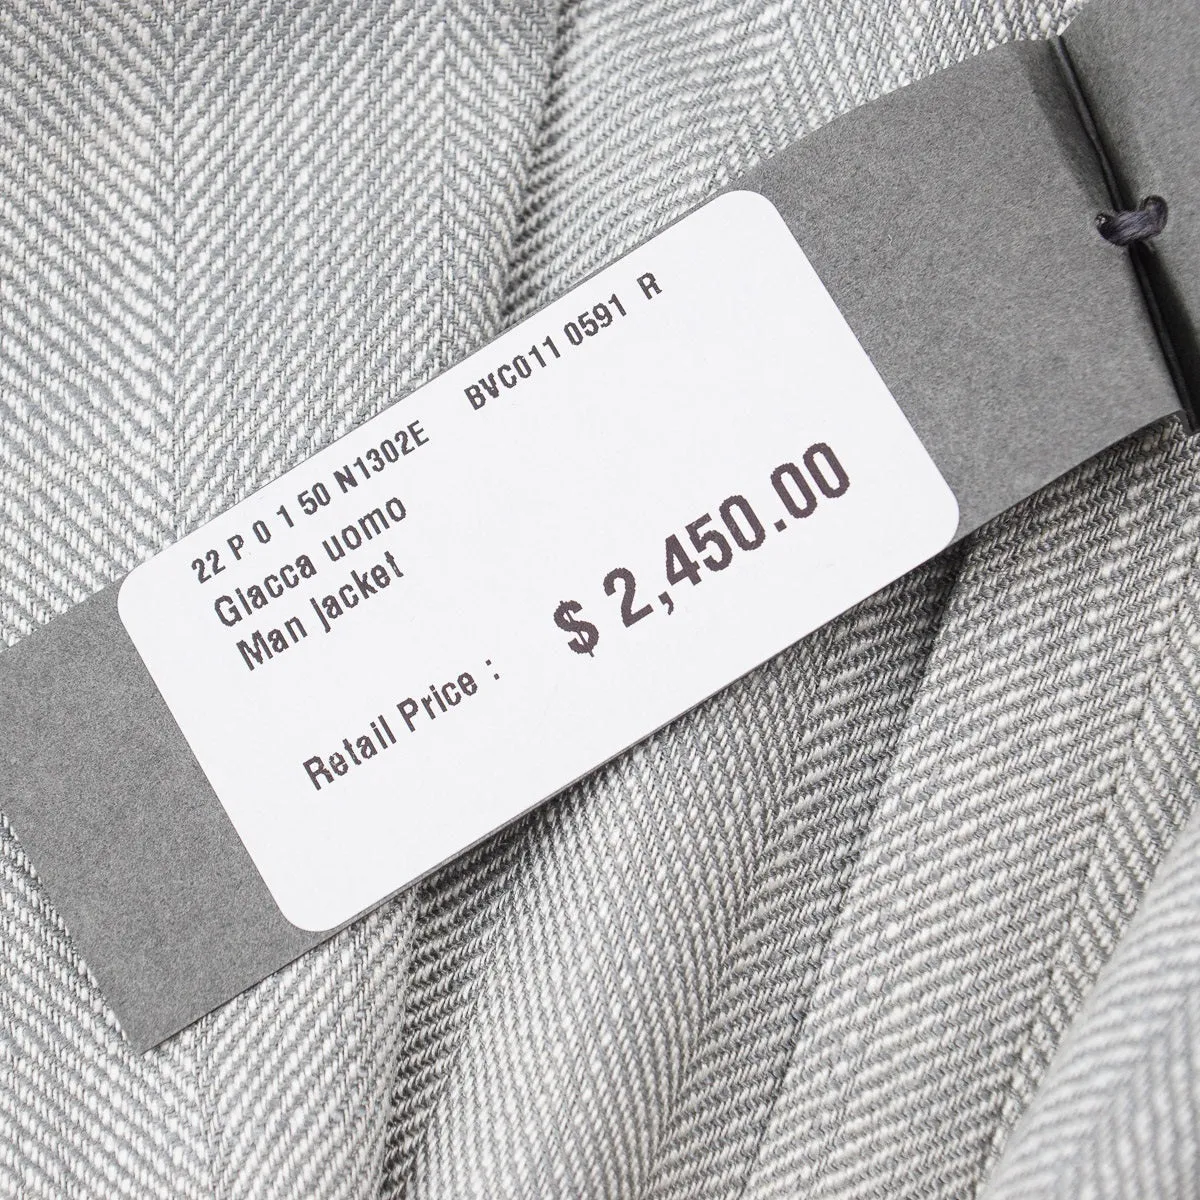 22 P 0 1 50 N1302E BVC011 0591 R
Giacca uomo
Man jacket
Retail Price : $ 2,450.00